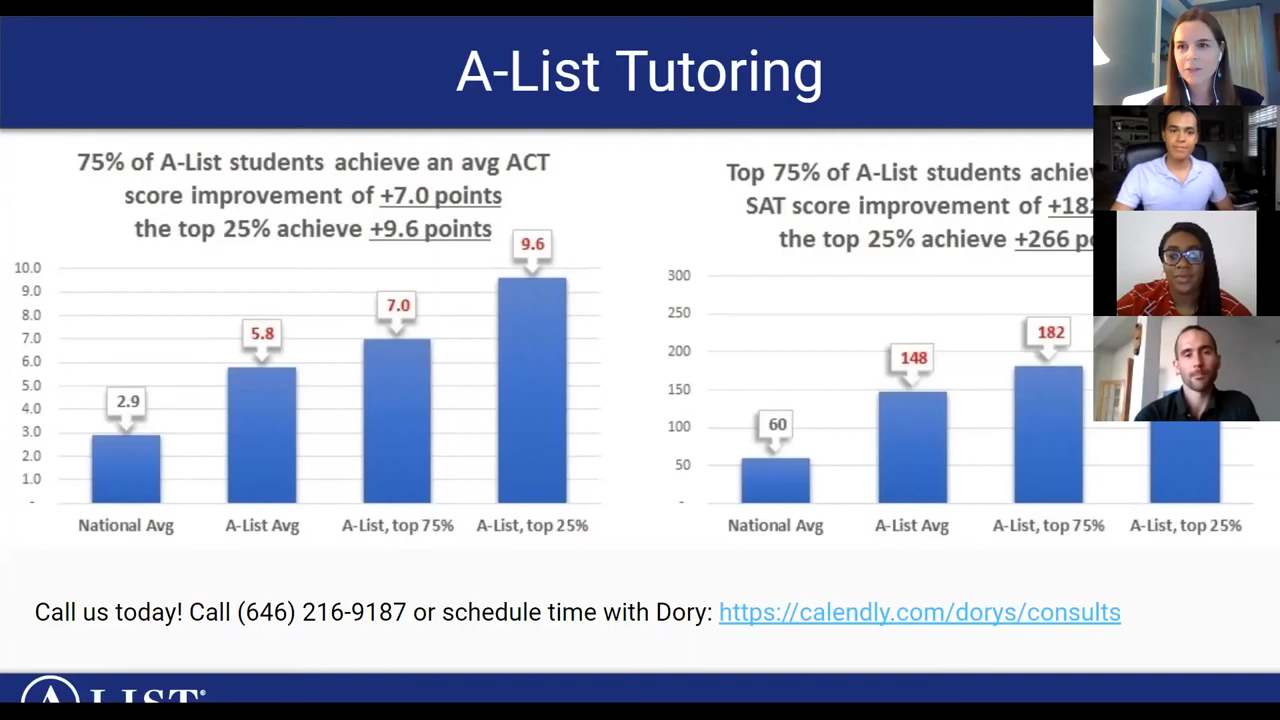 A-List Tutoring
75% of A-List students achieve an avg ACT
score improvement of +7.0 points
the top 25% achieve +9.6 points
10.0
9.0
8.0
7.0
6.0
5.0
4.0
3.0
2.0
1.0
-
2.9
5.8
7.0
9.6
National Avg
A-List Avg
A-List, top 75%
A-List, top 25%
Top 75% of A-List students
SAT score improvement of
the top 25% achieve +266
300
250
200
150
100
50
-
60
148
182
National Avg
A-List Avg
A-List, top 75%
A-List, top 25%
Call us today! Call (646) 216-9187 or schedule time with Dory: https://calendly.com/dorys/consults
A LIST®